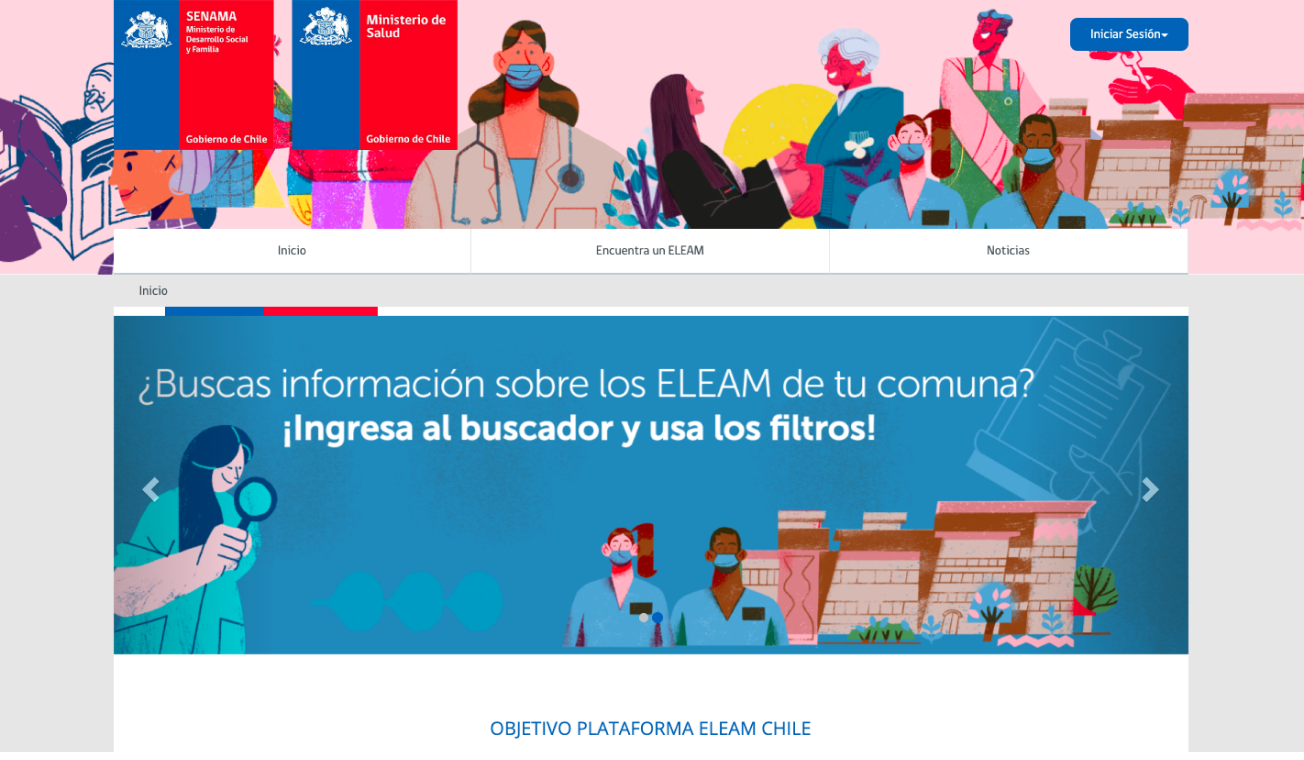 SENAMA
Ministerio de
Desarrollo Social
y Familia
Gobierno de Chile
Ministerio de
Salud
Gobierno de Chile
Iniciar Sesión
Inicio
Encuentra un ELEAM
Noticias
Inicio
¿Buscas información sobre los ELEAM de tu comuna?
¡Ingresa al buscador y usa los filtros!
OBJETIVO PLATAFORMA ELEAM CHILE